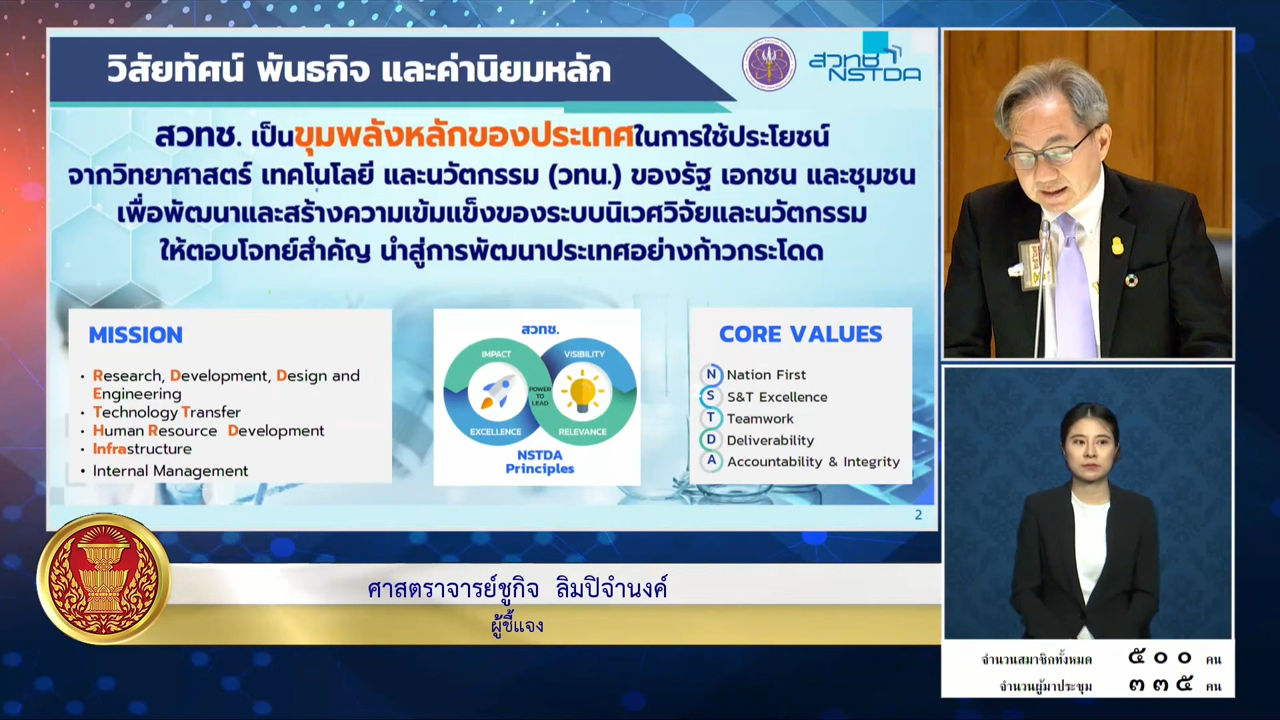 วิสัยทัศน์ พันธกิจ และค่านิยมหลัก
สวทช
NSTDA
สวทช. เป็นขุมพลังหลักของประเทศในการใช้ประโยชน์
จากวิทยาศาสตร์ เทคโนโลยี และนวัตกรรม (วทน.) ของรัฐ เอกชน และชุมชน
เพื่อพัฒนาและสร้างความเข้มแข็งของระบบนิเวศวิจัยและนวัตกรรม
ให้ตอบโจทย์สำคัญ นำสู่การพัฒนาประเทศอย่างก้าวกระโดด
MISSION
• Research, Development, Design and
Engineering
• Technology Transfer
• Human Resource Development
• Infrastructure
• Internal Management
สวทช.
IMPACT
VISIBILITY
POWER
TO
LEAD
EXCELLENCE
RELEVANCE
NSTDA
Principles
CORE VALUES
N Nation First
S S&T Excellence
T Teamwork
D Deliverability
A Accountability & Integrity
2
ศาสตราจารย์ชูกิจ ลิมปิจำนงค์
ผู้ชี้แจง
จำนวนสมาชิกทั้งหมด ๕๐๐ คน
จำนวนผู้มาประชุม ๓๓๕ คน